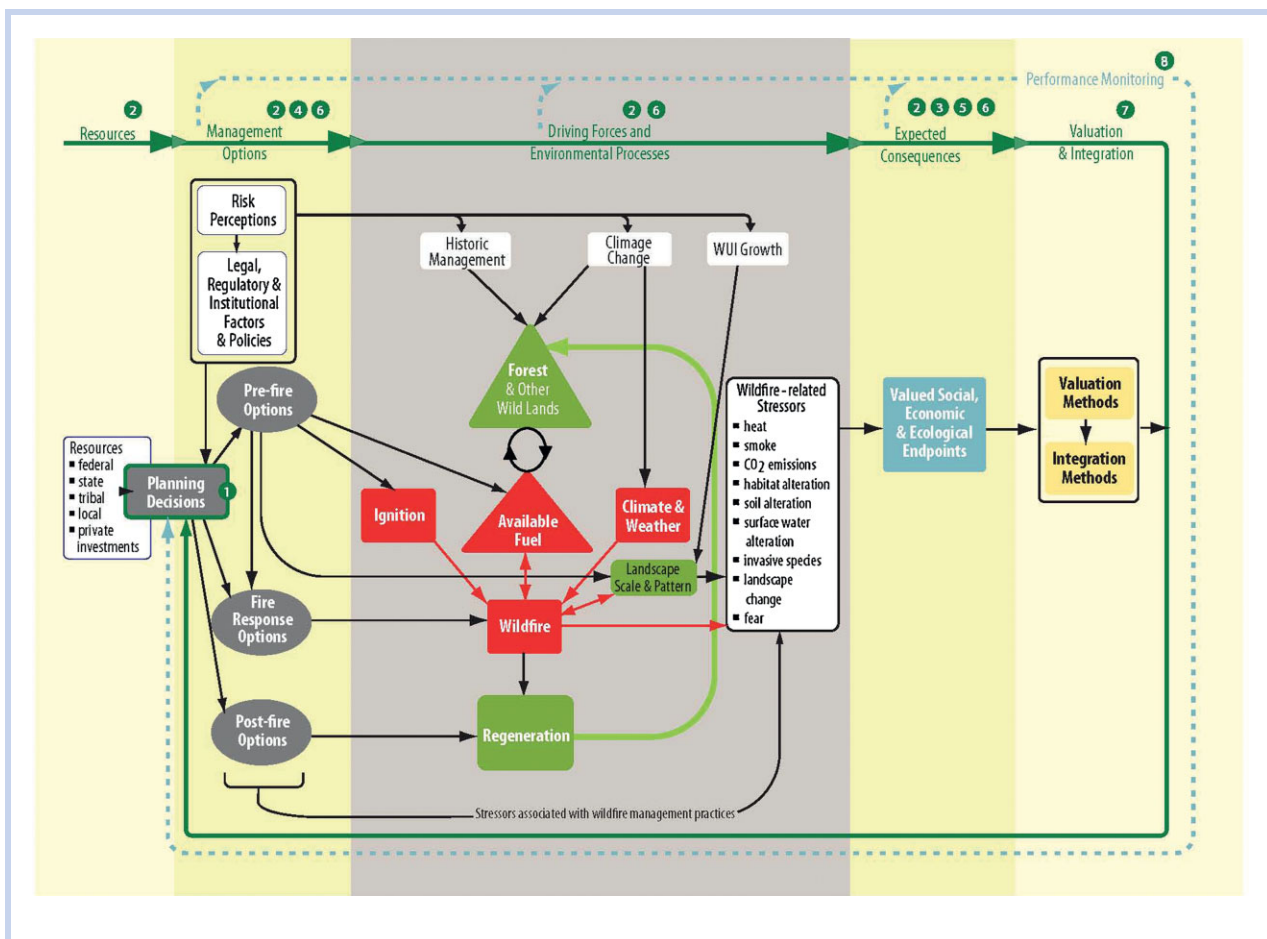 8
Performance Monitoring
2
2 4 6
2 6
2 3 5 6
7
Resources
Management
Options
Driving Forces and
Environmental Processes
Expected
Consequences
Valuation
& Integration
Risk
Perceptions
Legal,
Regulatory &
Institutional
Factors
& Policies
Historic
Management
Climage
Change
WUI Growth
Forest
& Other
Wild Lands
Pre-fire
Options
Resources
■ federal
■ state
■ tribal
■ local
■ private
investments
Planning
Decisions
1
Ignition
Available
Fuel
Climate &
Weather
Landscape
Scale & Pattern
Fire
Response
Options
Wildfire
Post-fire
Options
Regeneration
Wildfire-related
Stressors
■ heat
■ smoke
■ CO2 emissions
■ habitat alteration
■ soil alteration
■ surface water
alteration
■ invasive species
■ landscape
change
■ fear
Valued Social,
Economic
& Ecological
Endpoints
Valuation
Methods
Integration
Methods
Stressors associated with wildfire management practices